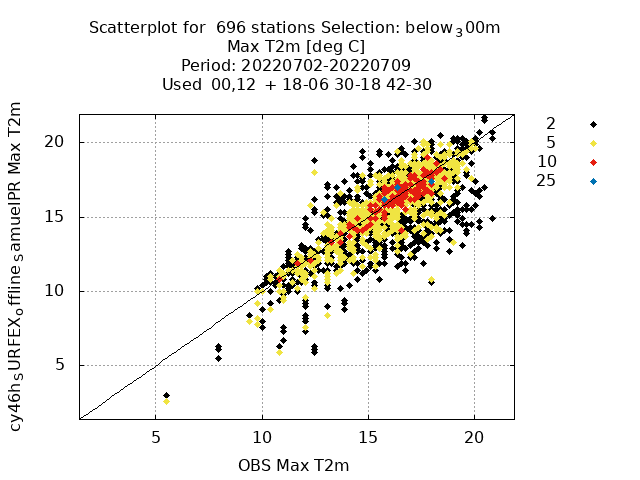 Scatterplot for  696 stations Selection: below_300m
Max T2m [deg C]
Period: 20220702-20220709
Used  00,12  + 18-06 30-18 42-30
cy46h_SURFEX_offline_samuelPR Max T2m
20
15
10
5
5
10
15
20
OBS Max T2m
2
5
10
25